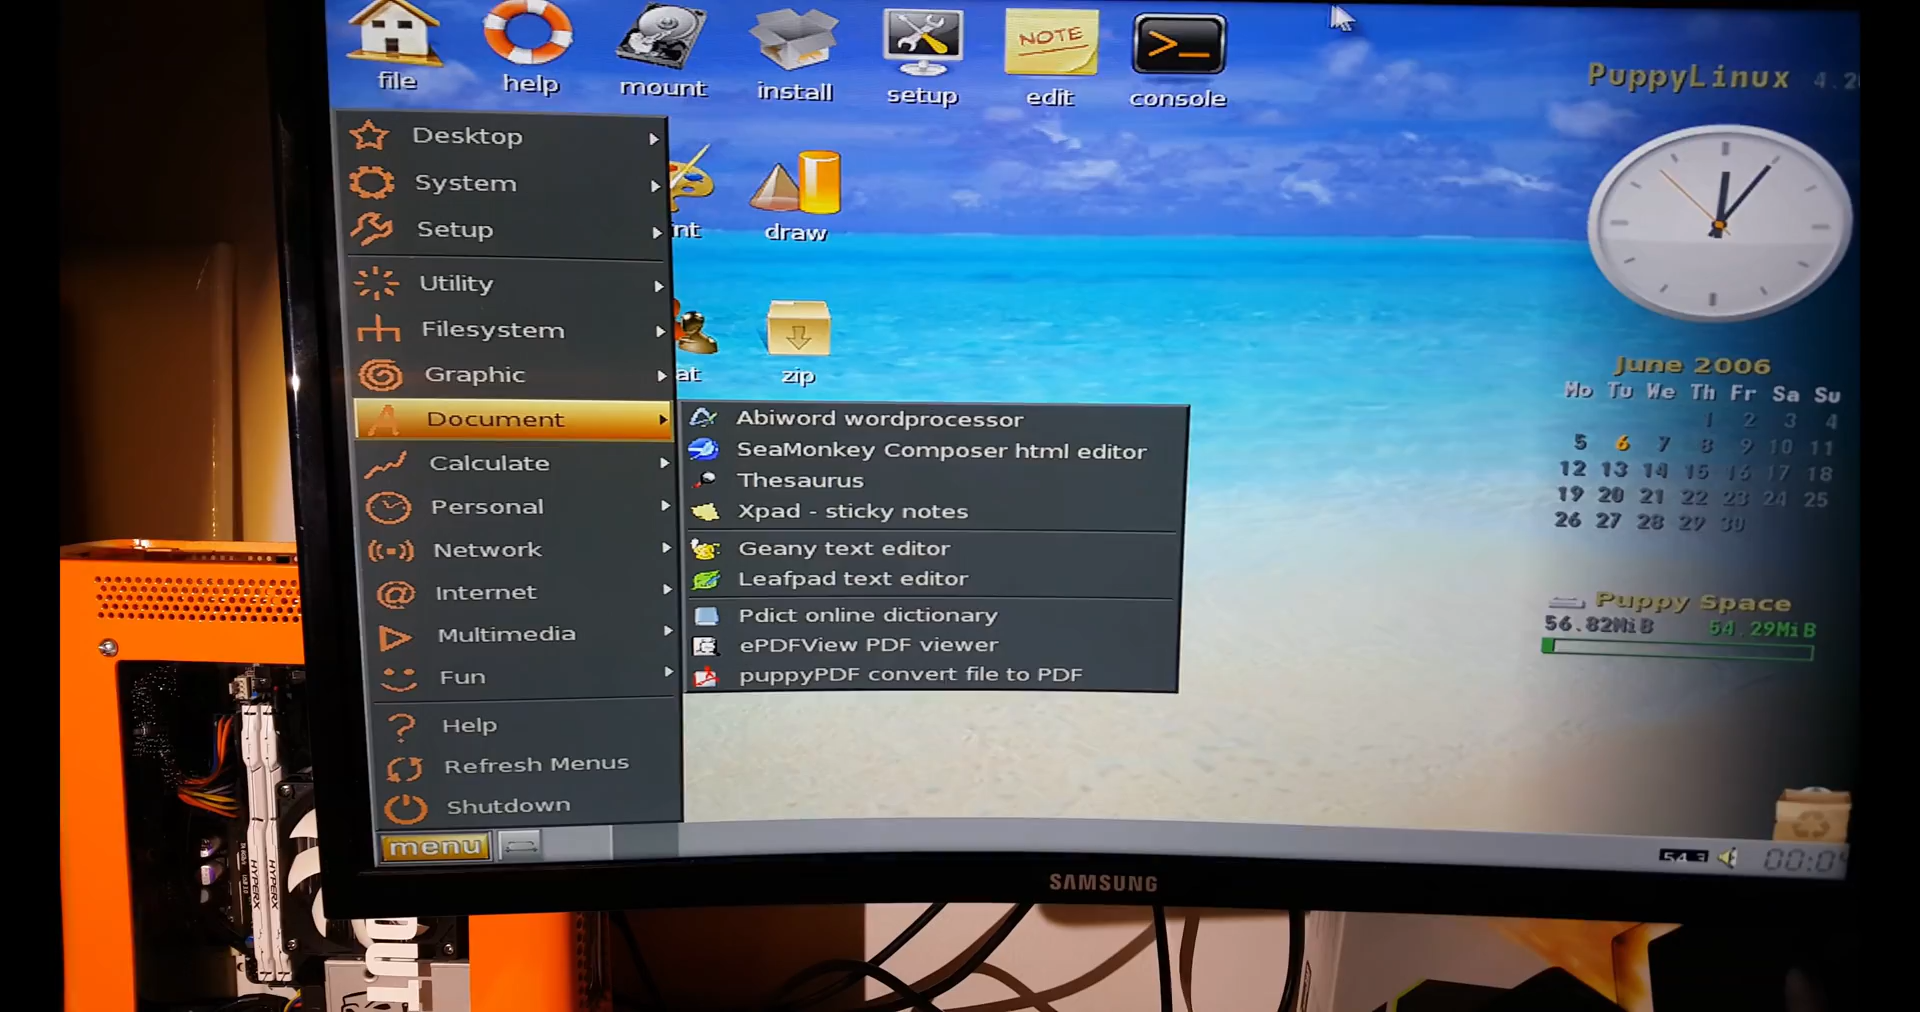 file help mount install setup edit console
NOTE
>_
PuppyLinux
Desktop
System
Setup
draw
Utility
Filesystem
Graphic
zip
Document
Calculate
Personal
Network
Internet
Multimedia
Fun
Help
Refresh Menus
Shutdown
menu
Abiword wordprocessor
SeaMonkey Composer html editor
Thesaurus
Xpad - sticky notes
Geany text editor
Leafpad text editor
Pdict online dictionary
ePDFView PDF viewer
puppyPDF convert file to PDF
June 2006
Mo Tu We Th Fr Sa Su
1 2 3 4
5 6 7 8 9 10 11
12 13 14 15 16 17 18
19 20 21 22 23 24 25
26 27 28 29 30
Puppy Space
56.82MiB 54.29MiB
SAMSUNG
HYPERX
HYPERX